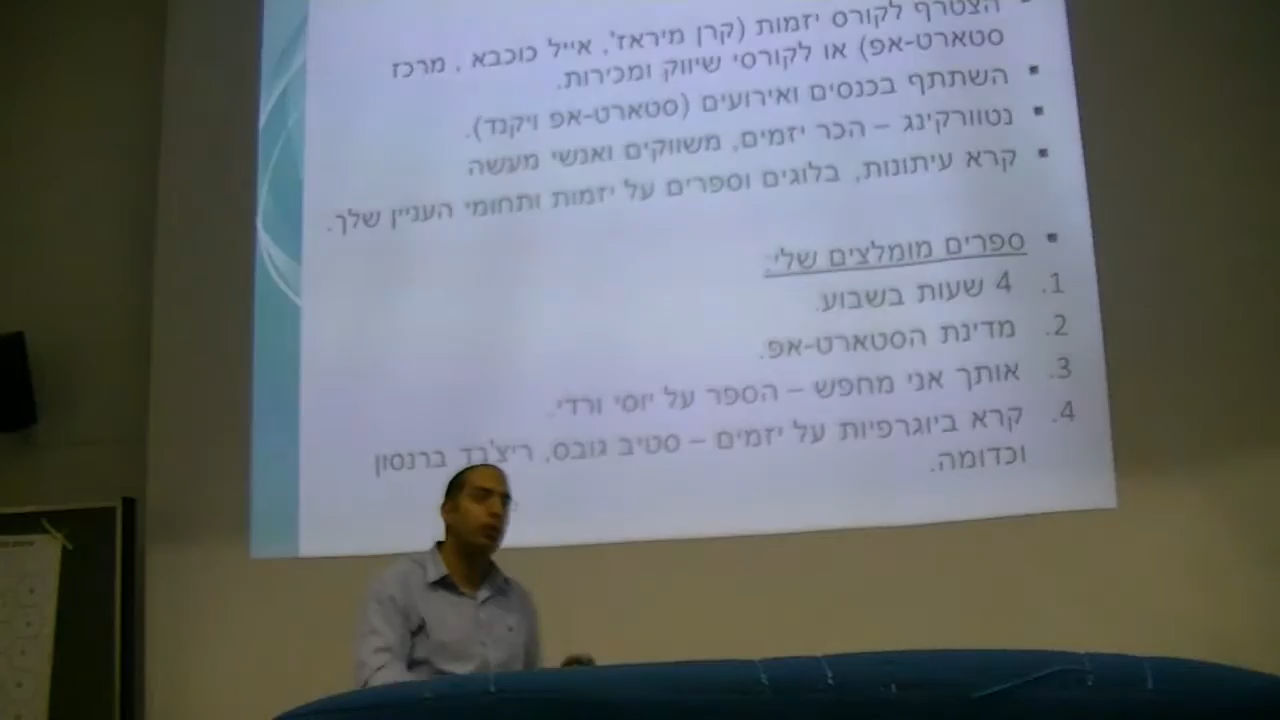 הצטרף לקורס יזמות (קרן מיראז', אייל כוכבא , מרכז
סטארט-אפ) או לקורסי שיווק ומכירות.
השתתף בכנסים ואירועים (סטארט-אפ ויקנד).
נטוורקינג – הכר יזמים, משווקים ואנשי מעשה
קרא עיתונות, בלוגים וספרים על יזמות ותחומי העניין שלך.
ספרים מומלצים שלי:
1. 4 שעות בשבוע.
2. מדינת הסטארט-אפ.
3. אותך אני מחפש – הספר על יוסי ורדי.
4. קרא ביוגרפיות על יזמים – סטיב גובס, ריצ'רד ברנסון
וכדומה.